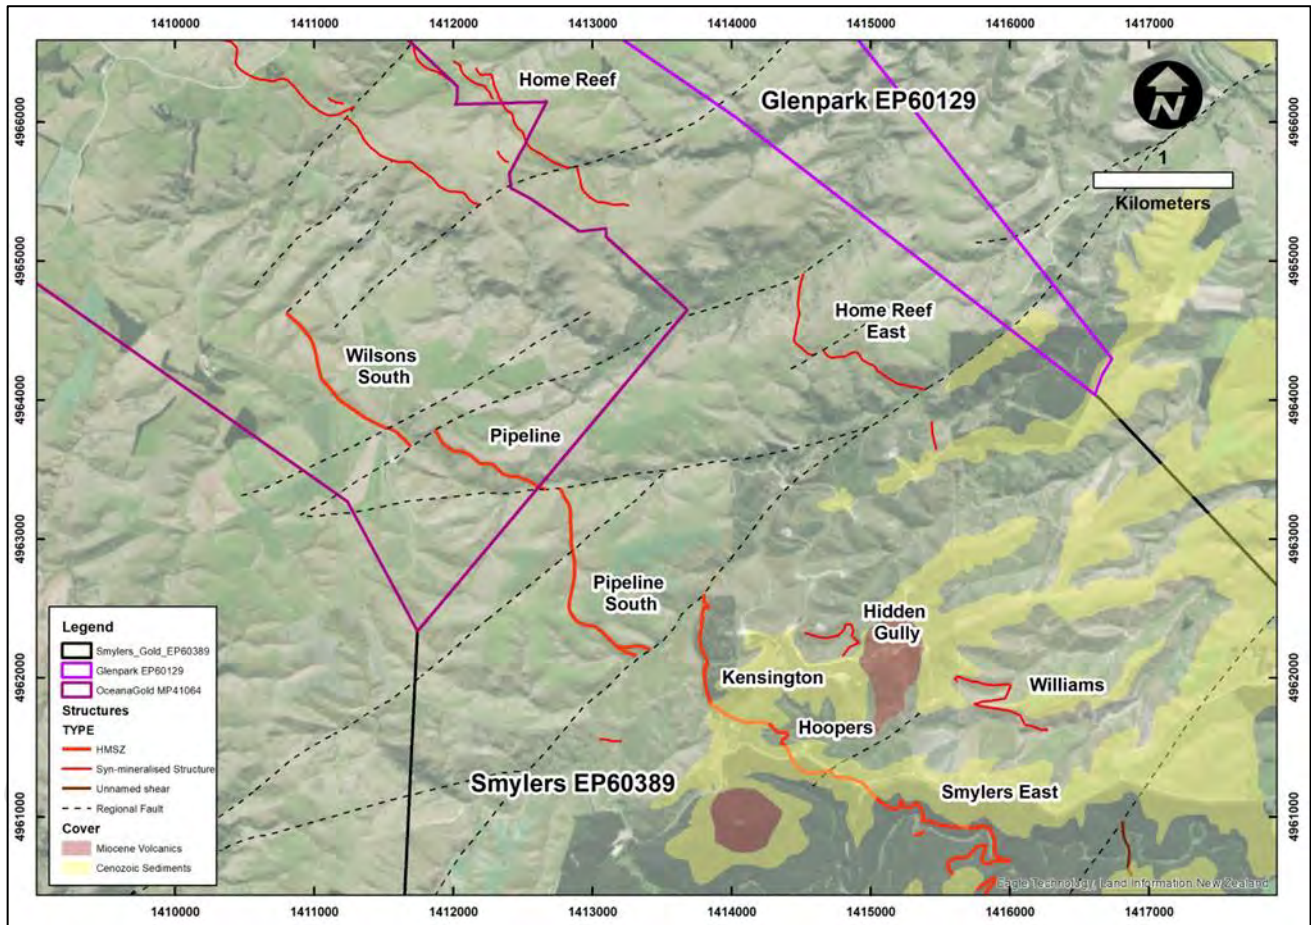 1410000 1411000 1412000 1413000 1414000 1415000 1416000 1417000
4966000
4966000
Home Reef
Glenpark EP60129
N
1
Kilometers
4965000
4965000
Home Reef
East
Wilsons
South
4964000
4964000
Pipeline
4963000
4963000
Pipeline
South
Hidden
Gully
Kensington
Williams
4962000
4962000
Hoopers
Smylers EP60389
Smylers East
4961000
4961000
Legend
Smylers_Gold_EP60389
Glenpark EP60129
OceanaGold MP41064
Structures
TYPE
HMSZ
Syn-mineralised Structure
Unnamed shear
Regional Fault
Cover
Miocene Volcanics
Cenozoic Sediments
Eagle Technology, Land Information New Zealand
1410000 1411000 1412000 1413000 1414000 1415000 1416000 1417000